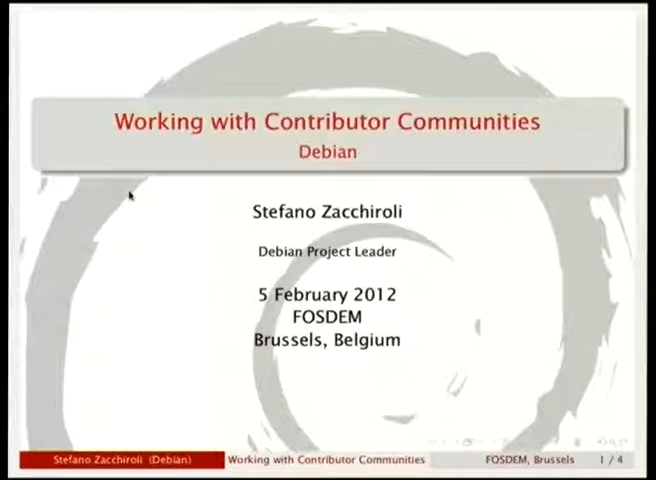 Working with Contributor Communities
Debian
Stefano Zacchiroli
Debian Project Leader
5 February 2012
FOSDEM
Brussels, Belgium
Stefano Zacchiroli (Debian) Working with Contributor Communities FOSDEM, Brussels 1 / 4